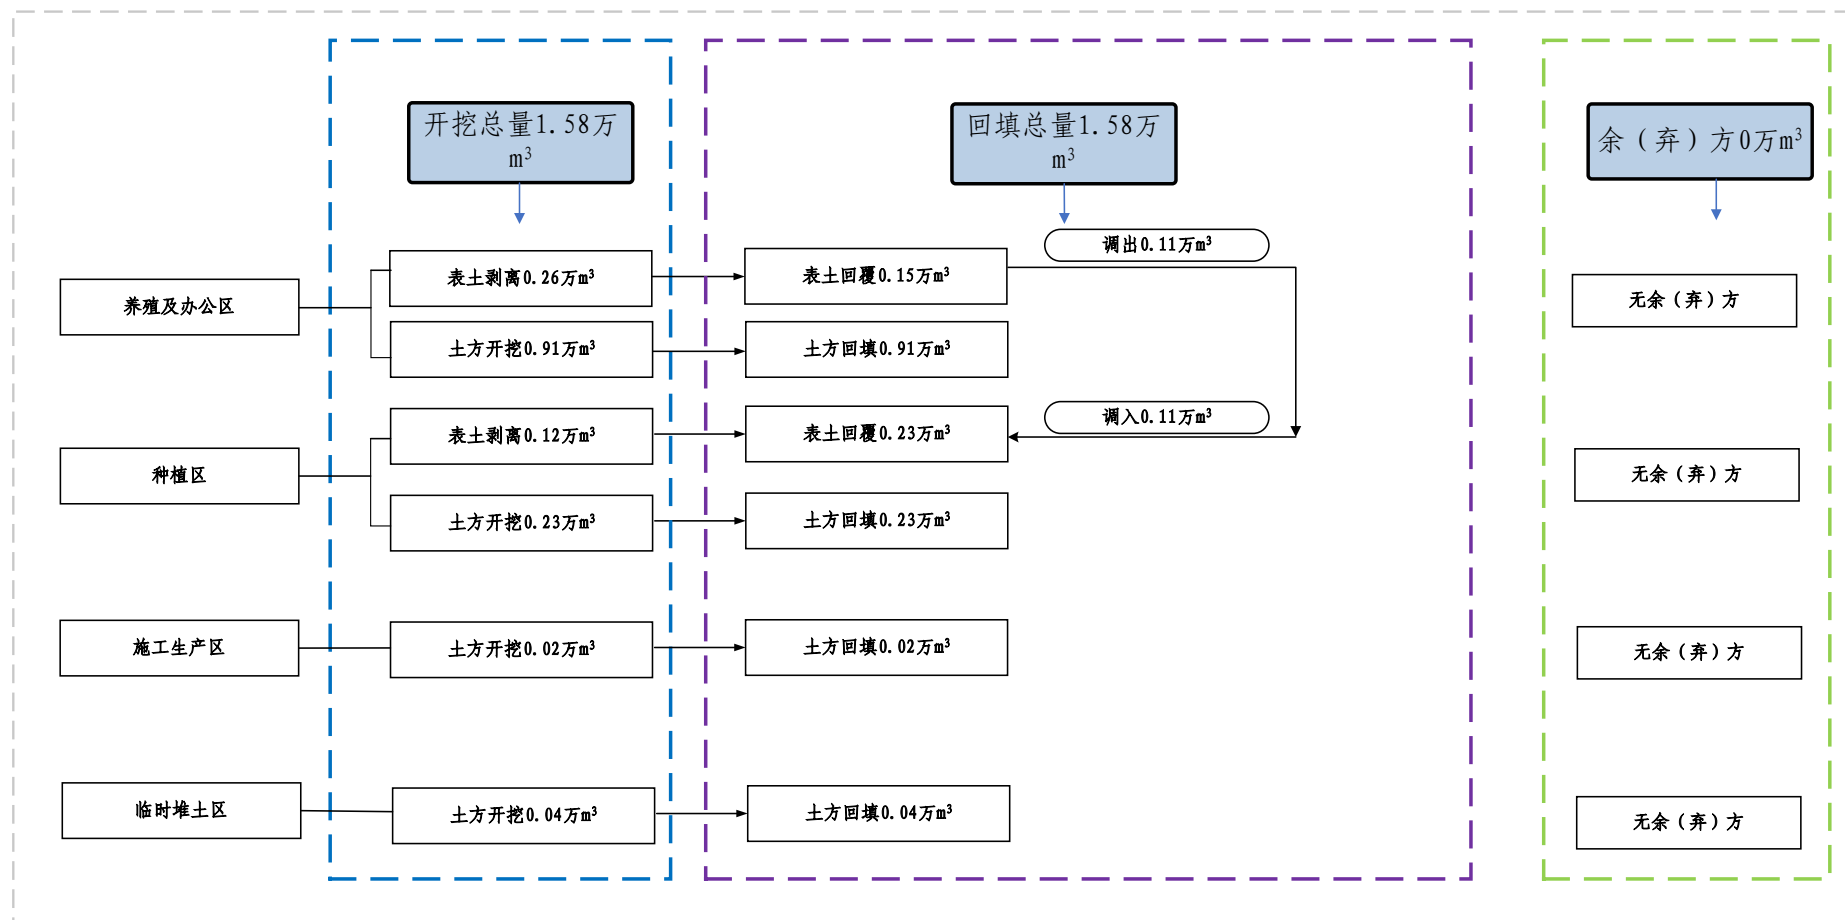 开挖总量1.58万
m³
回填总量1.58万
m³
余（弃）方0万m³
调出0.11万m³
养殖及办公区
表土剥离0.26万m³
表土回覆0.15万m³
无余（弃）方
土方开挖0.91万m³
土方回填0.91万m³
调入0.11万m³
种植区
表土剥离0.12万m³
表土回覆0.23万m³
无余（弃）方
土方开挖0.23万m³
土方回填0.23万m³
施工生产区
土方开挖0.02万m³
土方回填0.02万m³
无余（弃）方
临时堆土区
土方开挖0.04万m³
土方回填0.04万m³
无余（弃）方